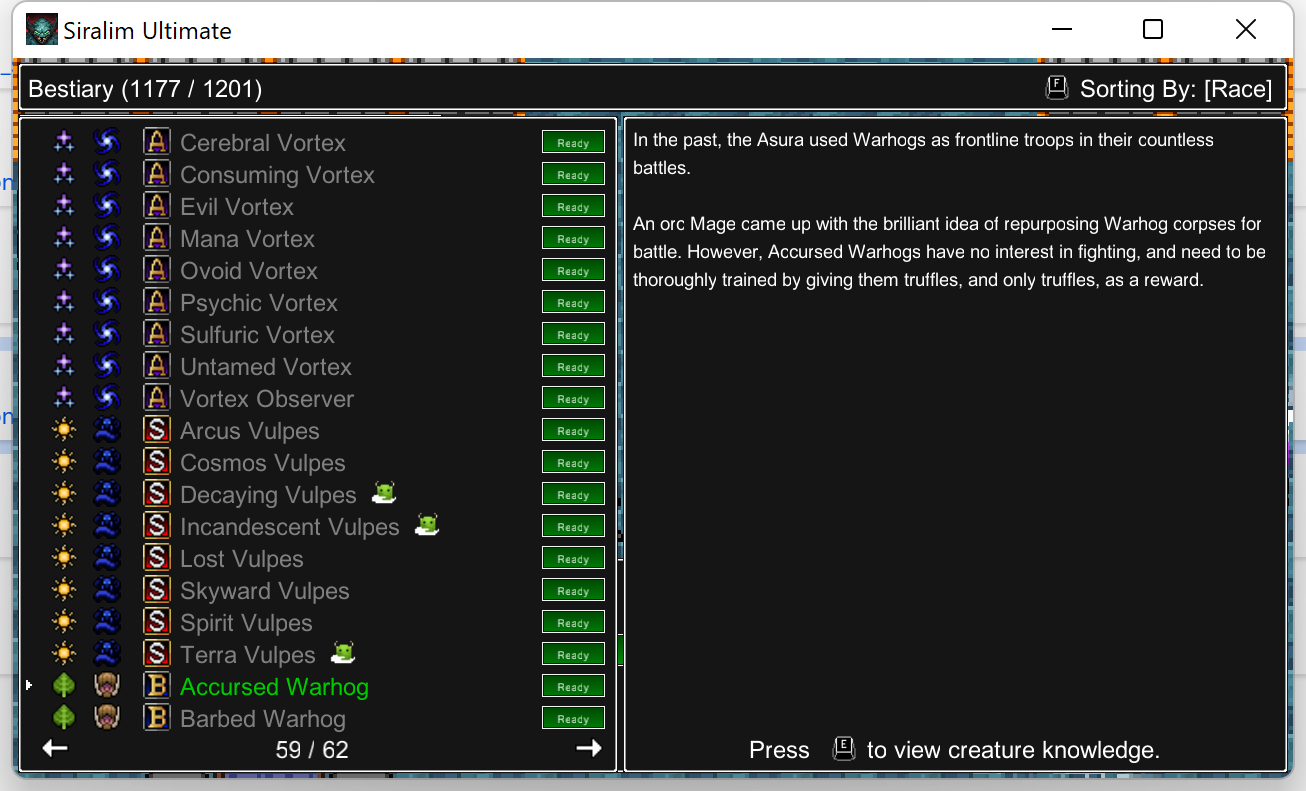 Siralim Ultimate
Bestiary (1177 / 1201)
F Sorting By: [Race]
A Cerebral Vortex Ready
A Consuming Vortex Ready
A Evil Vortex Ready
A Mana Vortex Ready
A Ovoid Vortex Ready
A Psychic Vortex Ready
A Sulfuric Vortex Ready
A Untamed Vortex Ready
A Vortex Observer Ready
S Arcus Vulpes Ready
S Cosmos Vulpes Ready
S Decaying Vulpes Ready
S Incandescent Vulpes Ready
S Lost Vulpes Ready
S Skyward Vulpes Ready
S Spirit Vulpes Ready
S Terra Vulpes Ready
B Accursed Warhog Ready
B Barbed Warhog Ready
59 / 62
In the past, the Asura used Warhogs as frontline troops in their countless
battles.
An orc Mage came up with the brilliant idea of repurposing Warhog corpses for
battle. However, Accursed Warhogs have no interest in fighting, and need to be
thoroughly trained by giving them truffles, and only truffles, as a reward.
Press E to view creature knowledge.